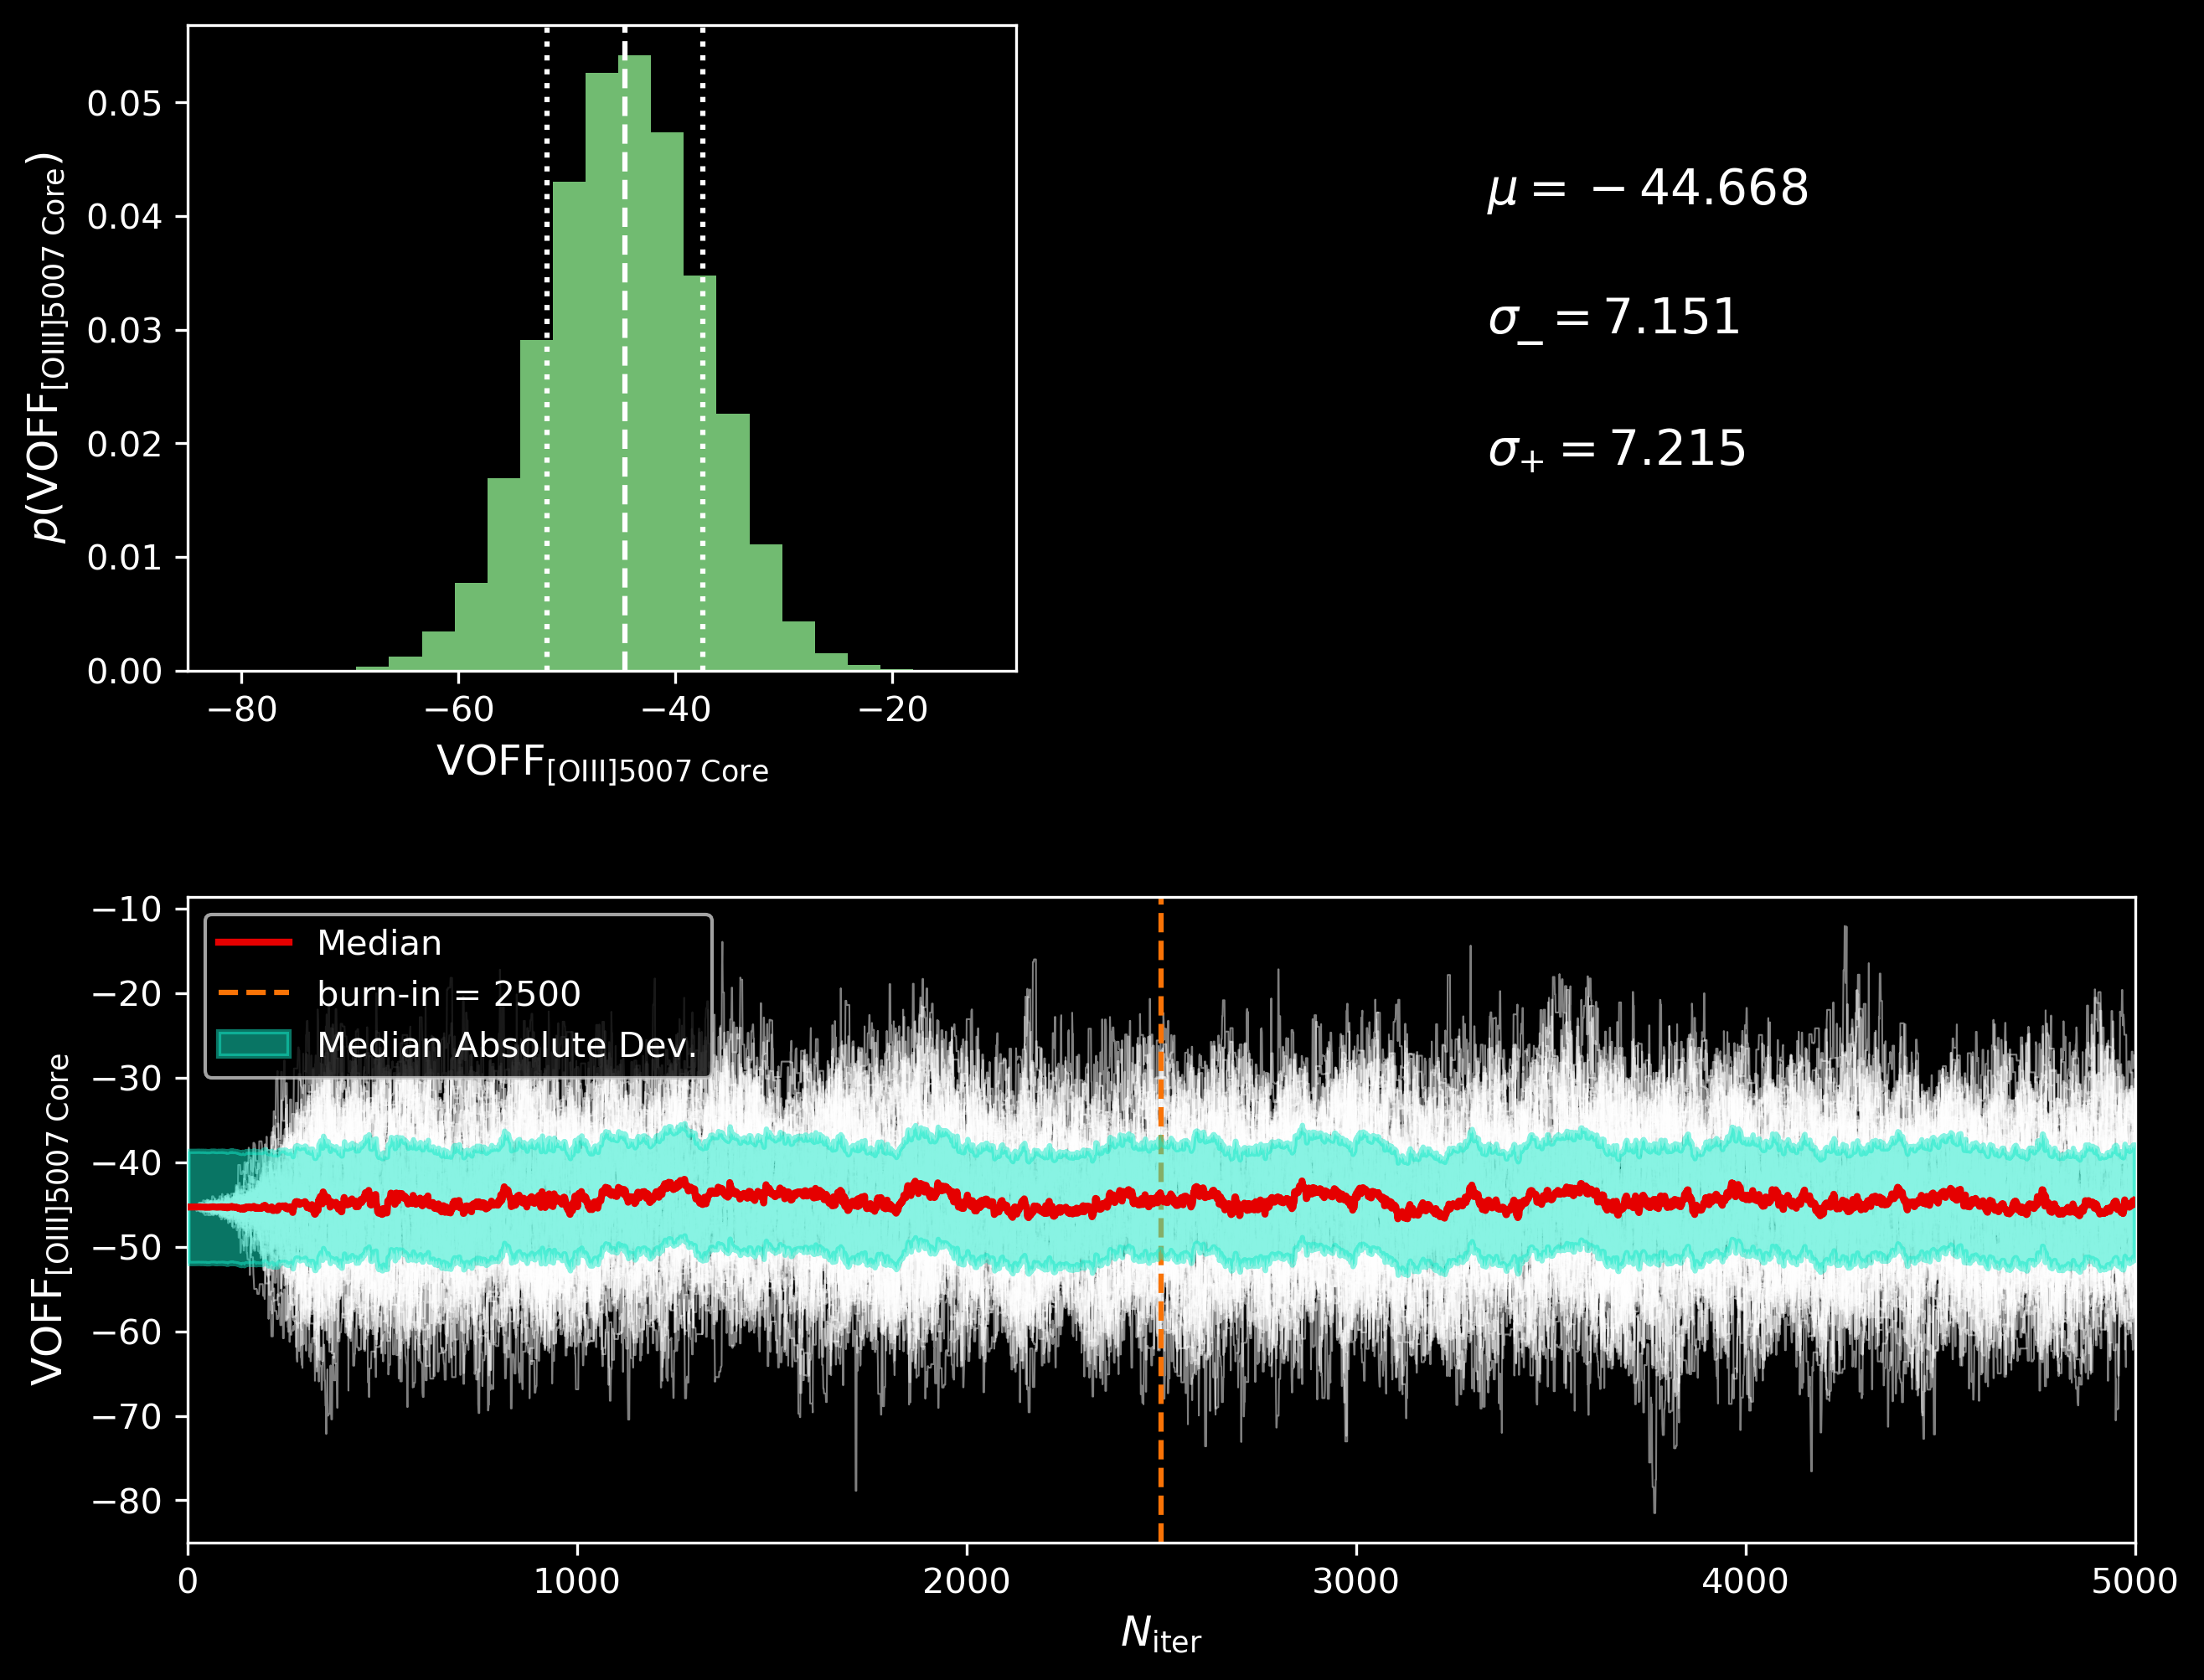 p(VOFF[OIII]5007 Core)
0.05
0.04
0.03
0.02
0.01
0.00
−80 −60 −40 −20
VOFF[OIII]5007 Core
μ = −44.668
σ− = 7.151
σ+ = 7.215
VOFF[OIII]5007 Core
−10
−20
−30
−40
−50
−60
−70
−80
Median
burn-in = 2500
Median Absolute Dev.
0 1000 2000 3000 4000 5000
Niter